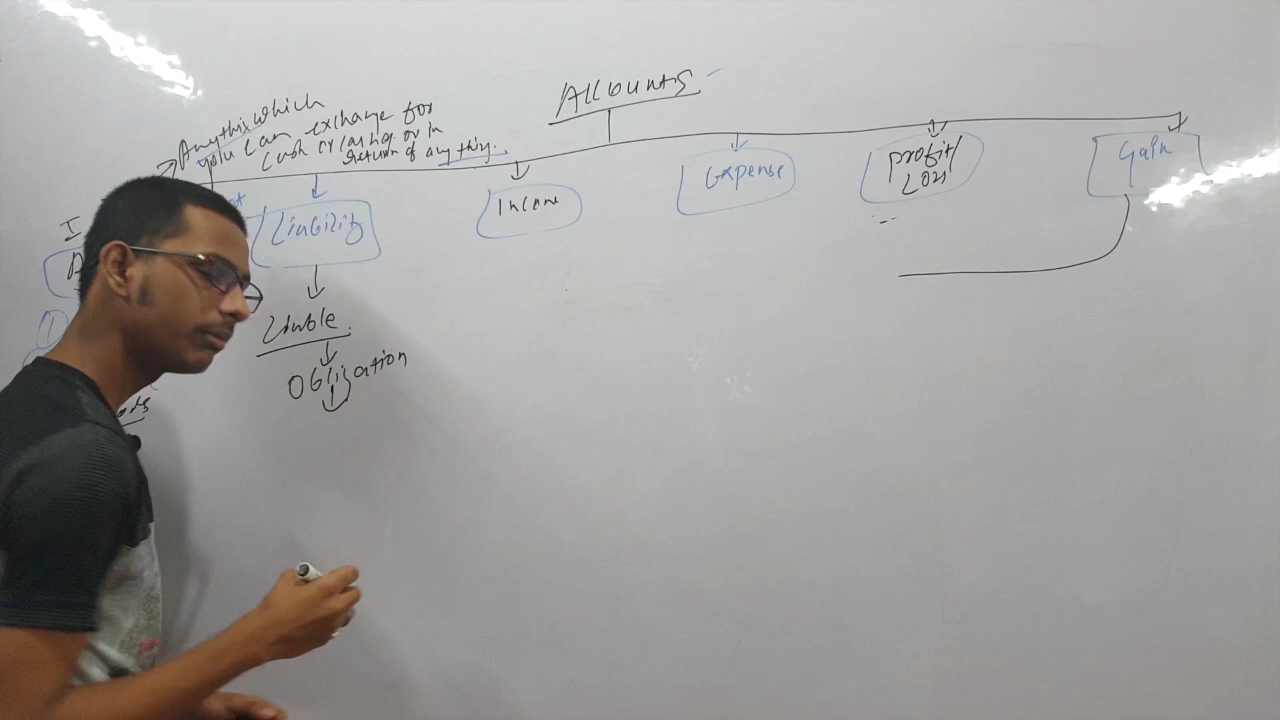 Accounts
Anything which
you can exchange for
cash or in
return of any thing.
Liability
Income
Expense
Profit/
Loss
Gain
I
A
1
Liable.
Obligation